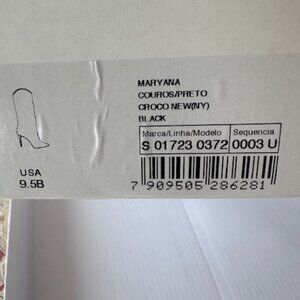 MARYANA
COUROS/PRETO
CROCO NEW(NY)
BLACK
Marca/Linha/Modelo Sequencia
S 01723 0372 0003 U
USA
9.5B
7 909505 286281